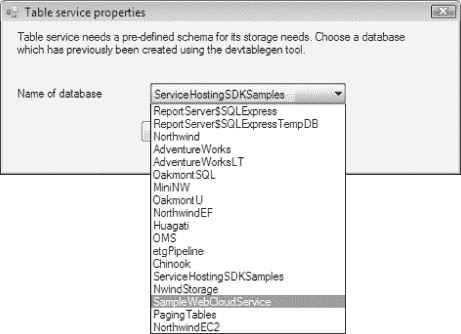 Table service properties
Table service needs a pre-defined schema for its storage needs. Choose a database
which has previously been created using the devtablegen tool.
Name of database
ServiceHostingSDKSamples
ReportServer$SQLExpress
ReportServer$SQLExpressTempDB
Northwind
AdventureWorks
AdventureWorksLT
OakmontSQL
MiniNW
OakmontU
NorthwindEF
Huagati
OMS
etgPipeline
Chinook
ServiceHostingSDKSamples
NwindStorage
SampleWebCloudService
PagingTables
NorthwindEC2